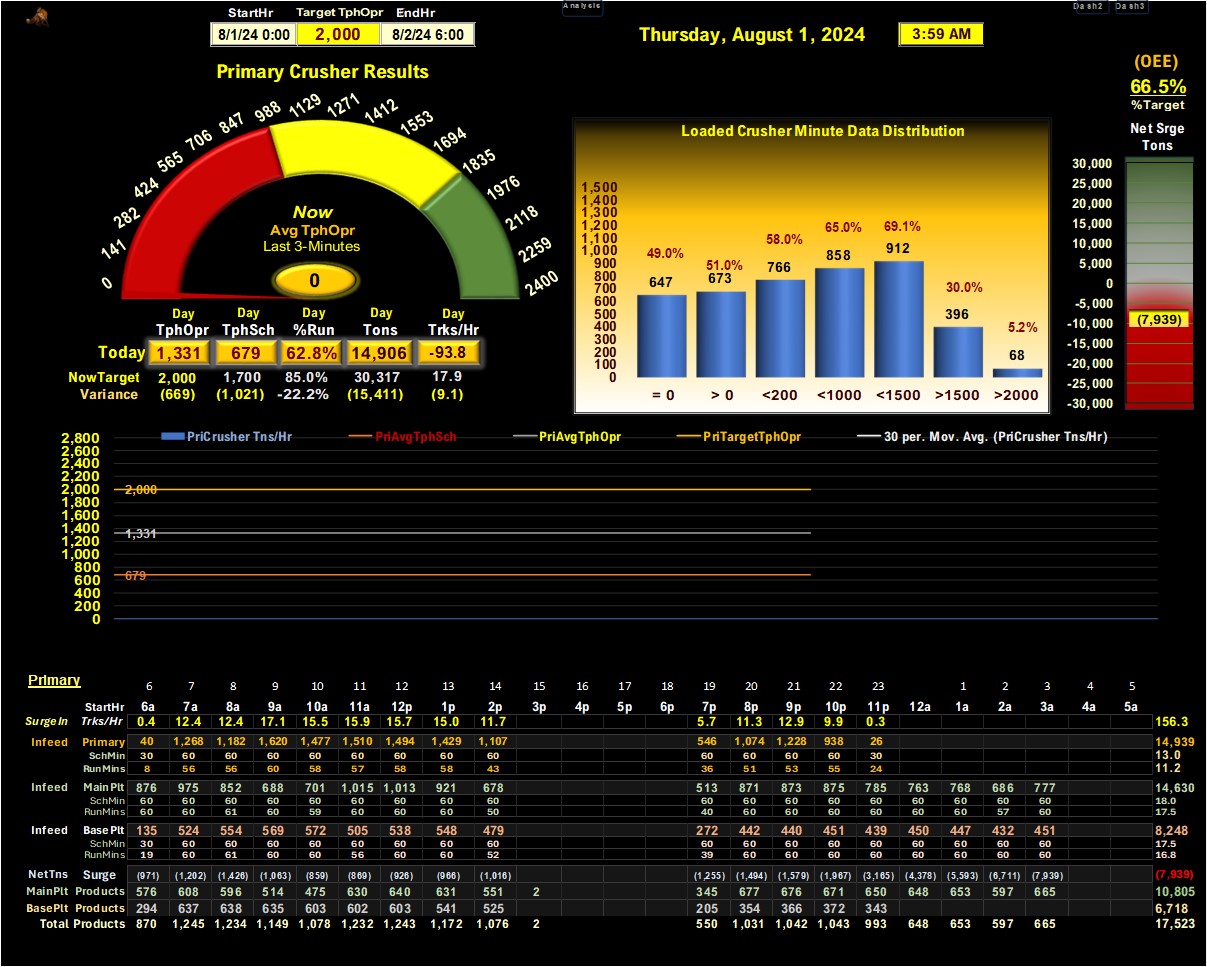 Analysis
Dash2 Dash3
StartHr Target TphOpr EndHr
8/1/24 0:00 2,000 8/2/24 6:00
Thursday, August 1, 2024 3:59 AM
(OEE)
66.5%
%Target
Net Srge
Tons
Primary Crusher Results
0 141 282 424 565 706 847 988 1129 1271 1412 1553 1694 1835 1976 2118 2259 2400
Now
Avg TphOpr
Last 3-Minutes
0
Day Day Day Day Day
TphOpr TphSch %Run Tons Trks/Hr
Today 1,331 679 62.8% 14,906 -93.8
NowTarget 2,000 1,700 85.0% 30,317 17.9
Variance (669) (1,021) -22.2% (15,411) (9.1)
Loaded Crusher Minute Data Distribution
1,500
1,400
1,300
1,200
1,100
1,000
900
800
700
600
500
400
300
200
100
0
49.0% 51.0% 58.0% 65.0% 69.1% 30.0% 5.2%
647 673 766 858 912 396 68
= 0 > 0 <200 <1000 <1500 >1500 >2000
30,000
25,000
20,000
15,000
10,000
5,000
0
-5,000
-10,000
-15,000
-20,000
-25,000
-30,000
(7,939)
PriCrusher Tns/Hr PriAvgTphSch PriAvgTphOpr PriTargetTphOpr 30 per. Mov. Avg. (PriCrusher Tns/Hr)
2,800
2,600
2,400
2,200
2,000
1,800
1,600
1,400
1,200
1,000
800
600
400
200
0
2,000
1,331
679
Primary 6 7 8 9 10 11 12 13 14 15 16 17 18 19 20 21 22 23 1 2 3 4 5
StartHr 6a 7a 8a 9a 10a 11a 12p 1p 2p 3p 4p 5p 6p 7p 8p 9p 10p 11p 12a 1a 2a 3a 4a 5a
SurgeIn Trks/Hr 0.4 12.4 12.4 17.1 15.5 15.9 15.7 15.0 11.7 5.7 11.3 12.9 9.9 0.3 156.3
Infeed Primary 40 1,268 1,182 1,620 1,477 1,510 1,494 1,429 1,107 546 1,074 1,228 938 26 14,939
SchMin 30 60 60 60 60 60 60 60 60 60 60 60 60 30 13.0
RunMins 8 56 56 60 58 57 58 58 43 36 51 53 55 24 11.2
Infeed MainPlt 876 975 852 688 701 1,015 1,013 921 678 513 871 873 875 785 763 768 686 777 14,630
SchMin 60 60 60 60 60 60 60 60 60 60 60 60 60 60 60 60 60 60 18.0
RunMins 60 60 61 60 59 60 60 60 50 40 60 60 60 60 60 60 57 60 17.5
Infeed BasePlt 135 524 554 569 572 505 538 548 479 272 442 440 451 439 450 447 432 451 8,248
SchMin 30 60 60 60 60 60 60 60 60 60 60 60 60 60 60 60 60 60 17.5
RunMins 19 60 61 60 60 56 60 60 52 39 60 60 60 60 60 60 60 60 16.8
NetTns Surge (971) (1,202) (1,426) (1,063) (859) (869) (926) (966) (1,016) (1,255) (1,494) (1,579) (1,967) (3,165) (4,378) (5,593) (6,711) (7,939) (7,939)
MainPlt Products 576 608 596 514 475 630 640 631 551 2 345 677 676 671 650 648 653 597 665 10,805
BasePlt Products 294 637 638 635 603 602 603 541 525 205 354 366 372 343 6,718
Total Products 870 1,245 1,234 1,149 1,078 1,232 1,243 1,172 1,076 2 550 1,031 1,042 1,043 993 648 653 597 665 17,523